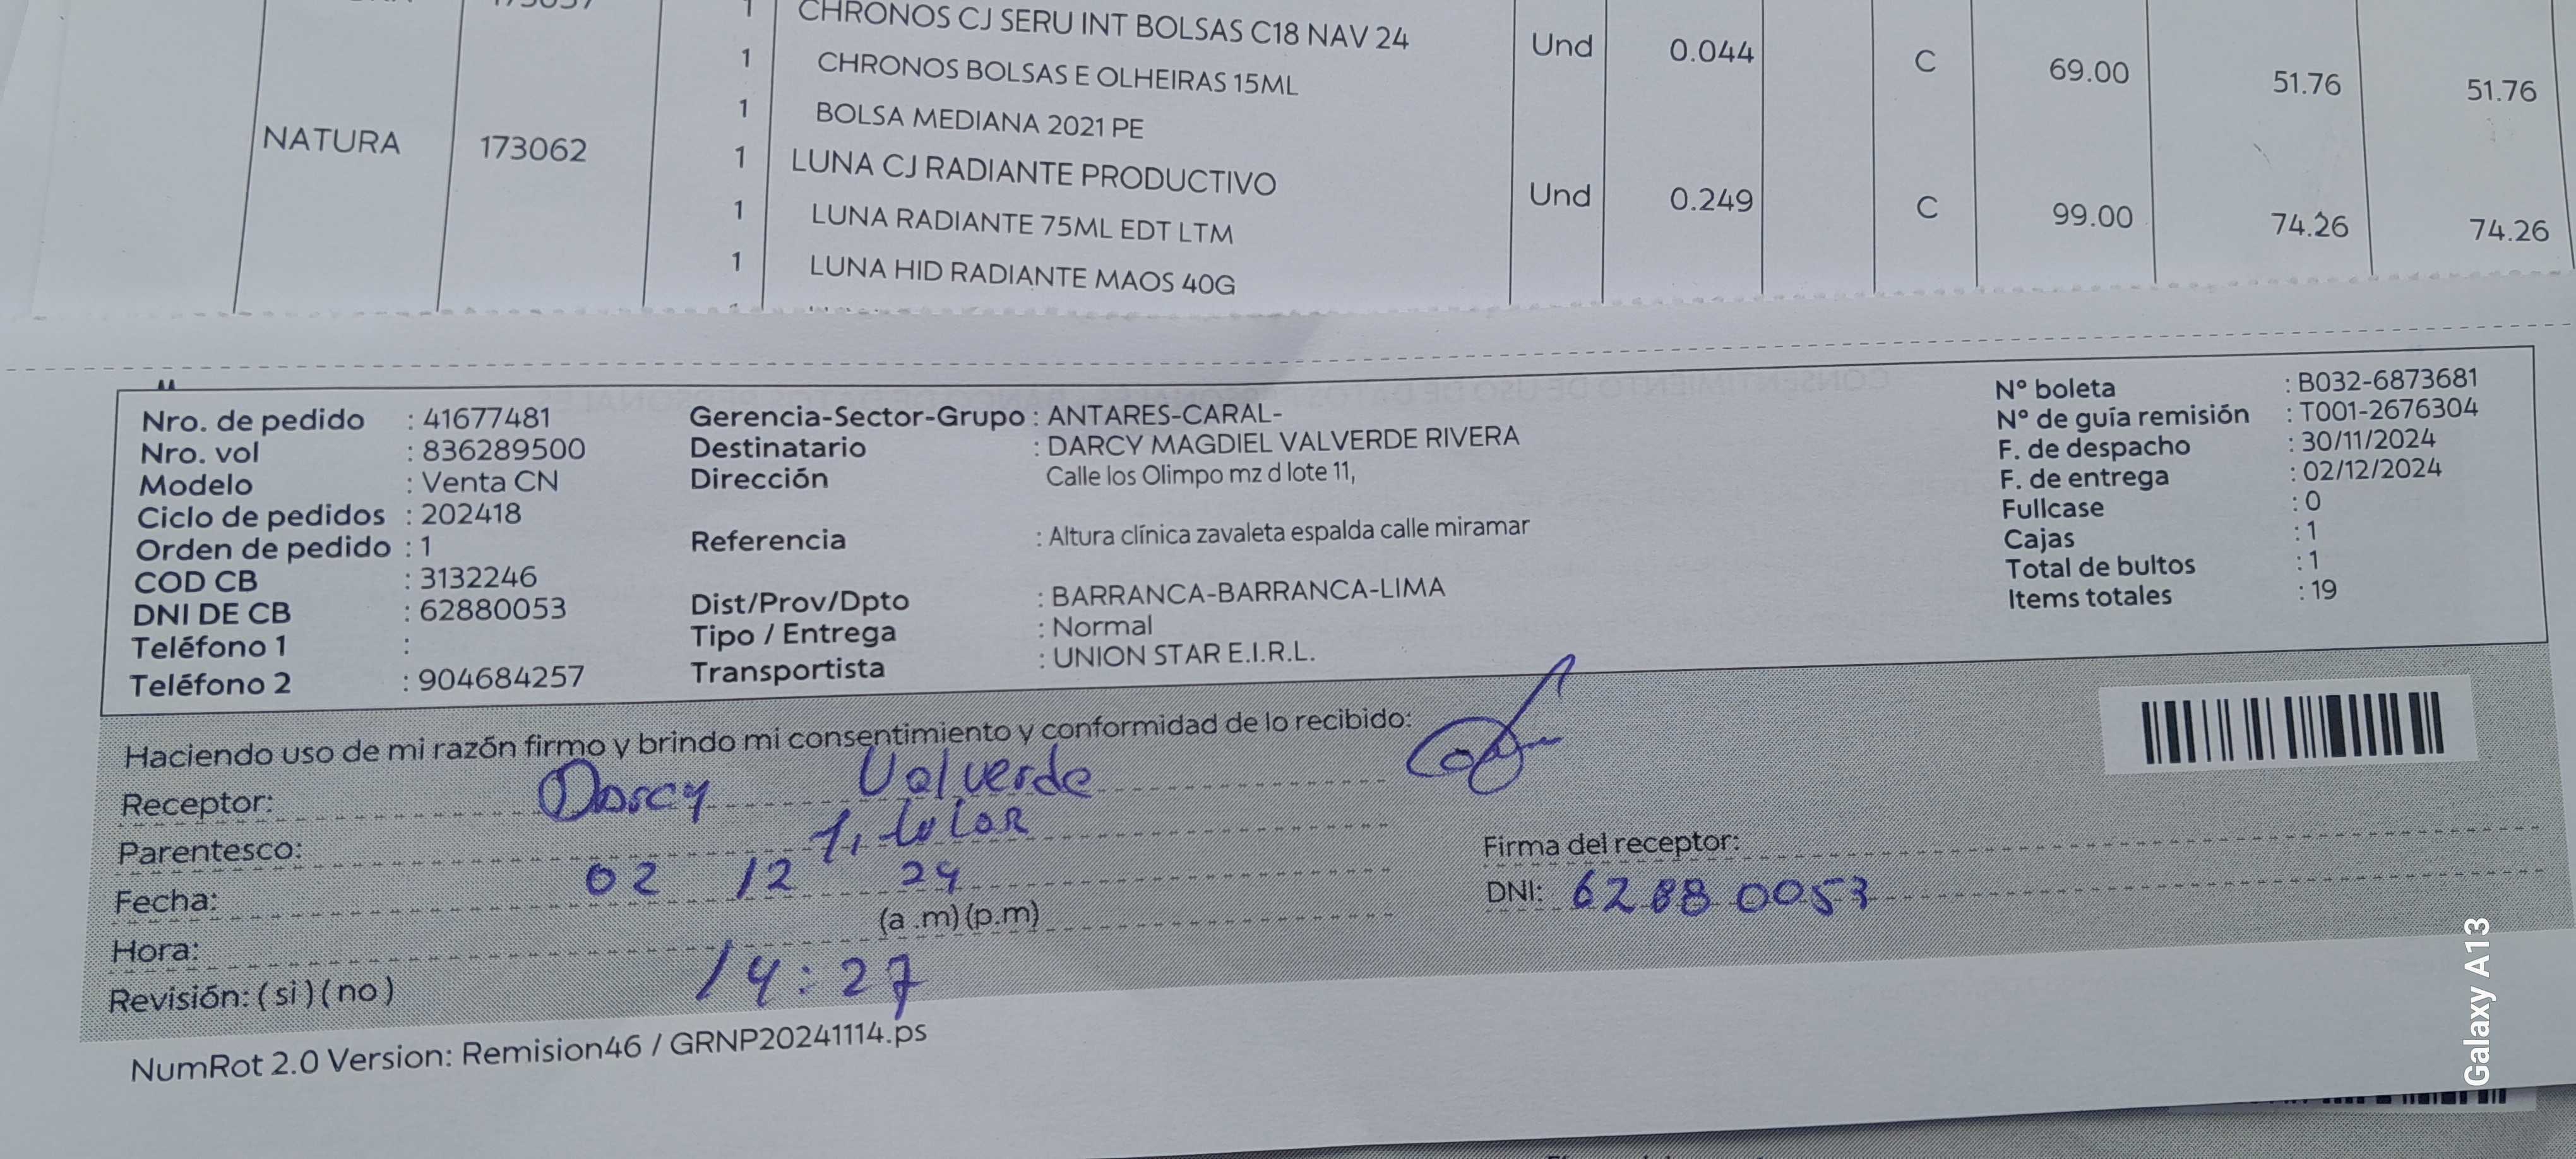 1 CHRONOS CJ SERU INT BOLSAS C18 NAV 24 Und 0.044 C 69.00 51.76 51.76
1 CHRONOS BOLSAS E OLHEIRAS 15ML
1 BOLSA MEDIANA 2021 PE
NATURA 173062 1 LUNA CJ RADIANTE PRODUCTIVO Und 0.249 C 99.00 74.26 74.26
1 LUNA RADIANTE 75ML EDT LTM
1 LUNA HID RADIANTE MAOS 40G
Nro. de pedido : 41677481
Nro. vol : 836289500
Modelo : Venta CN
Ciclo de pedidos : 202418
Orden de pedido : 1
COD CB : 3132246
DNI DE CB : 62880053
Teléfono 1 :
Teléfono 2 : 904684257
Gerencia-Sector-Grupo : ANTARES-CARAL-
Destinatario : DARCY MAGDIEL VALVERDE RIVERA
Dirección Calle los Olimpo mz d lote 11,
Referencia : Altura clínica zavaleta espalda calle miramar
Dist/Prov/Dpto : BARRANCA-BARRANCA-LIMA
Tipo / Entrega : Normal
Transportista : UNION STAR E.I.R.L.
N° boleta : B032-6873681
N° de guía remisión : T001-2676304
F. de despacho : 30/11/2024
F. de entrega : 02/12/2024
Fullcase : 0
Cajas : 1
Total de bultos : 1
Items totales : 19
Haciendo uso de mi razón firmo y brindo mi consentimiento y conformidad de lo recibido:
Receptor: Darcy Valverde
Parentesco: Titular
Fecha: 02 12 24
Hora: (a .m) (p.m)
14:27
Revisión: ( si ) ( no )
Firma del receptor:
DNI: 62880053
NumRot 2.0 Version: Remision46 / GRNP20241114.ps
Galaxy A13